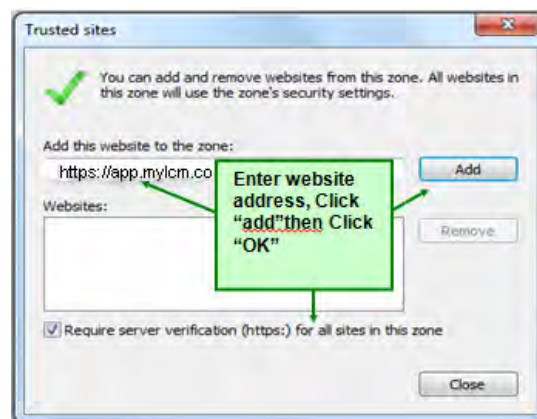 Trusted sites
You can add and remove websites from this zone. All websites in
this zone will use the zone's security settings.
Add this website to the zone:
https://app.mylcm.co
Add
Enter website
address, Click
“add”then Click
“OK”
Websites:
Remove
Require server verification (https:) for all sites in this zone
Close